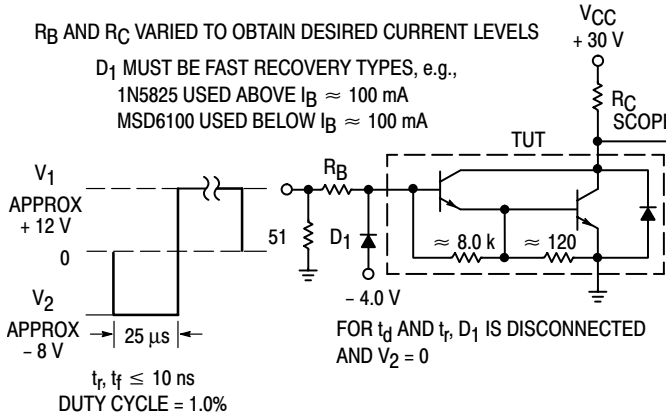 R_B AND R_C VARIED TO OBTAIN DESIRED CURRENT LEVELS
D_1 MUST BE FAST RECOVERY TYPES, e.g.,
1N5825 USED ABOVE I_B ≈ 100 mA
MSD6100 USED BELOW I_B ≈ 100 mA
V_CC
+ 30 V
R_C
SCOPE
TUT
V_1
APPROX
+ 12 V
0
V_2
APPROX
– 8 V
25 μs
t_r, t_f ≤ 10 ns
DUTY CYCLE = 1.0%
R_B
51
D_1
– 4.0 V
≈ 8.0 k
≈ 120
FOR t_d AND t_r, D_1 IS DISCONNECTED
AND V_2 = 0